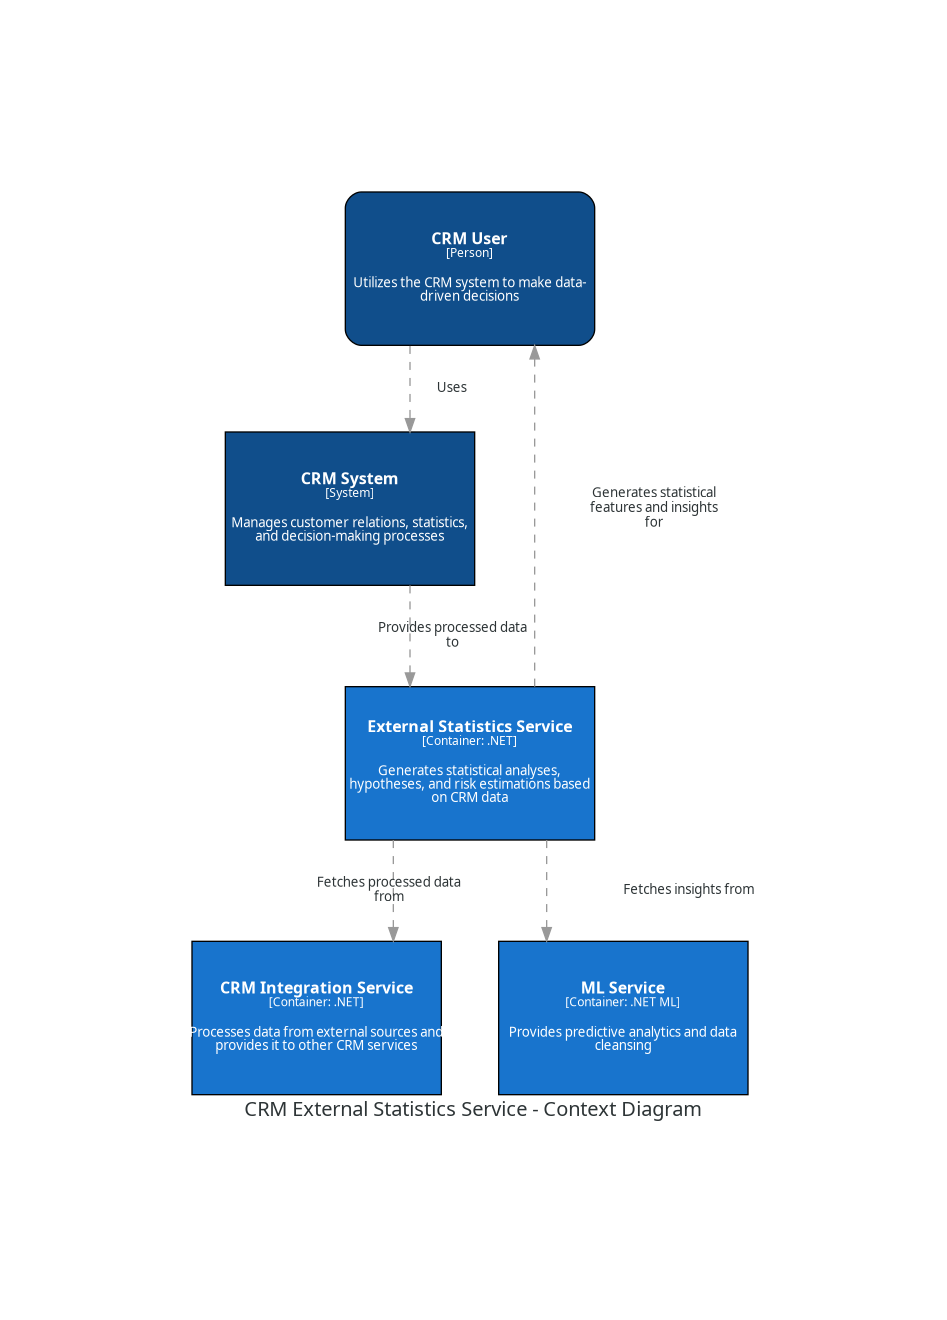 CRM User
[Person]
Utilizes the CRM system to make data-
driven decisions
Uses
CRM System
[System]
Manages customer relations, statistics,
and decision-making processes
Generates statistical
features and insights
for
Provides processed data
to
External Statistics Service
[Container: .NET]
Generates statistical analyses,
hypotheses, and risk estimations based
on CRM data
Fetches processed data
from
Fetches insights from
CRM Integration Service
[Container: .NET]
Processes data from external sources and
provides it to other CRM services
ML Service
[Container: .NET ML]
Provides predictive analytics and data
cleansing
CRM External Statistics Service - Context Diagram